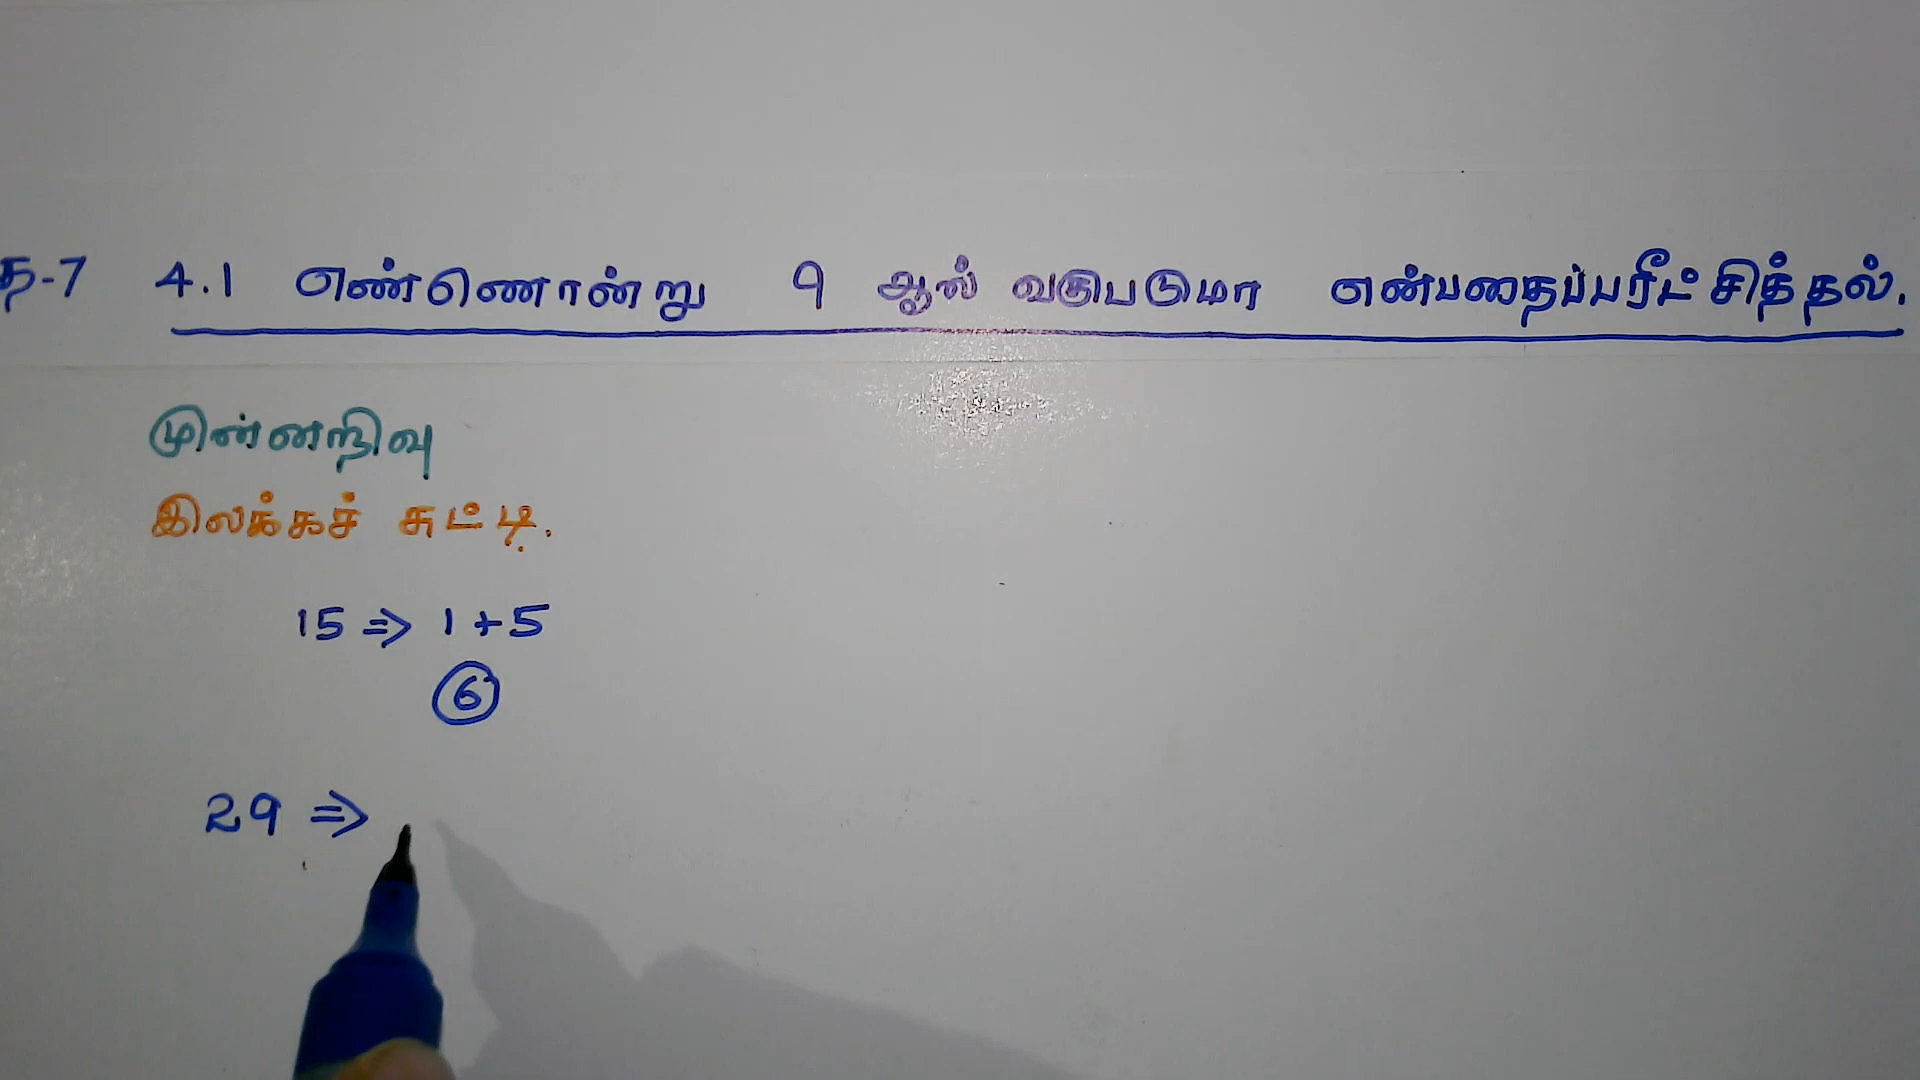 த-7 4.1 எண்ணொன்று 9 ஆல் வகுபடுமா என்பதைப்பரீட்சித்தல்.
முன்னறிவு
இலக்கச் சுட்டி.
15 ⇒ 1+5
6
29 ⇒